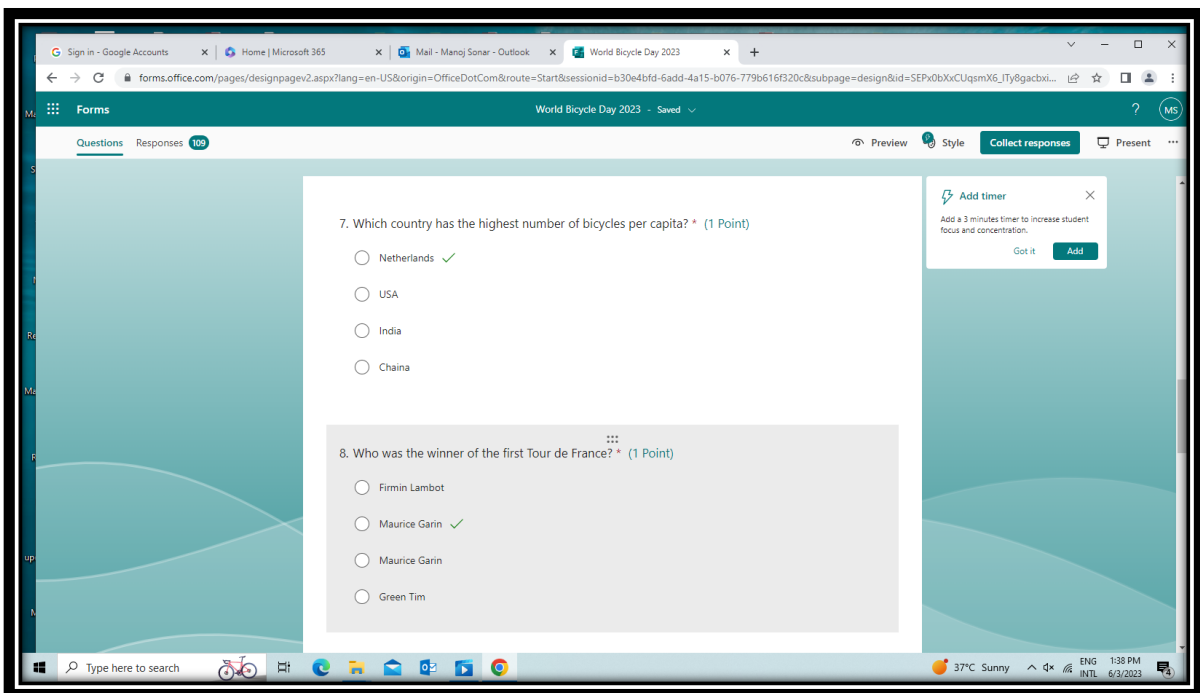 Sign in - Google Accounts
Home | Microsoft 365
Mail - Manoj Sonar - Outlook
World Bicycle Day 2023
forms.office.com/pages/designpagev2.aspx?lang=en-US&origin=OfficeDotCom&route=Start&sessionid=b30e4bfd-6add-4a15-b076-779b616f320c&subpage=design&id=SEPx0bXxCUqsmX6_ITy8gacbxi...
Forms
World Bicycle Day 2023 - Saved
? MS
Questions Responses 109
Preview Style Collect responses Present
Add timer
Add a 3 minutes timer to increase student
focus and concentration.
Got it Add
7. Which country has the highest number of bicycles per capita? * (1 Point)
Netherlands
USA
India
Chaina
8. Who was the winner of the first Tour de France? * (1 Point)
Firmin Lambot
Maurice Garin
Maurice Garin
Green Tim
Type here to search
37°C Sunny
ENG
INTL
1:38 PM
6/3/2023